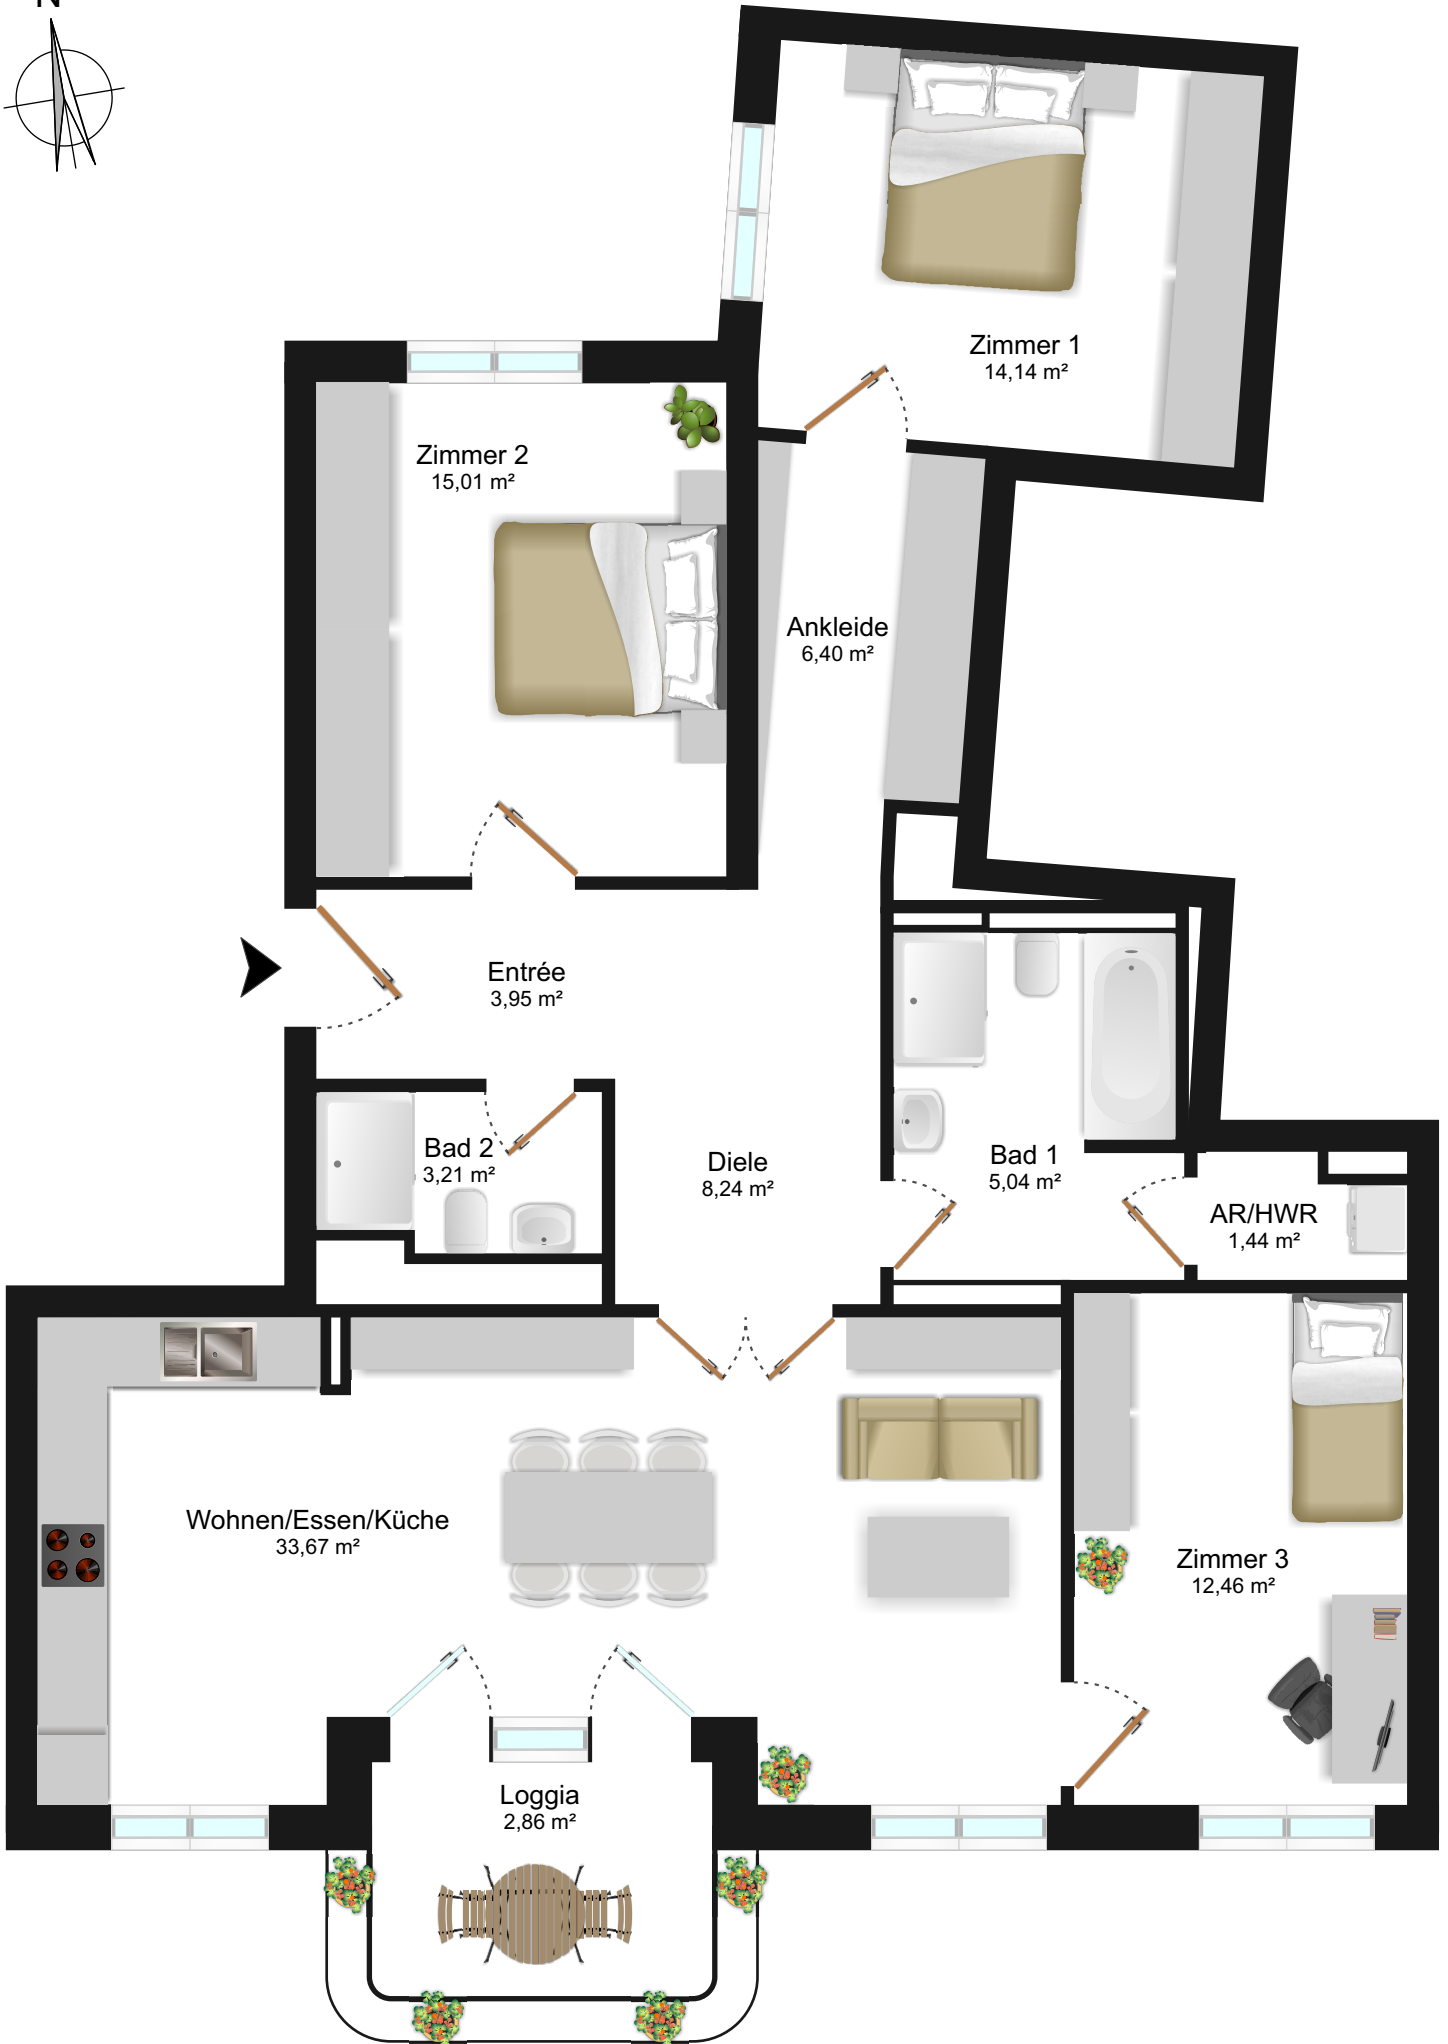 N
Zimmer 1
14,14 m²
Zimmer 2
15,01 m²
Ankleide
6,40 m²
Entrée
3,95 m²
Bad 2
3,21 m²
Diele
8,24 m²
Bad 1
5,04 m²
AR/HWR
1,44 m²
Wohnen/Essen/Küche
33,67 m²
Zimmer 3
12,46 m²
Loggia
2,86 m²